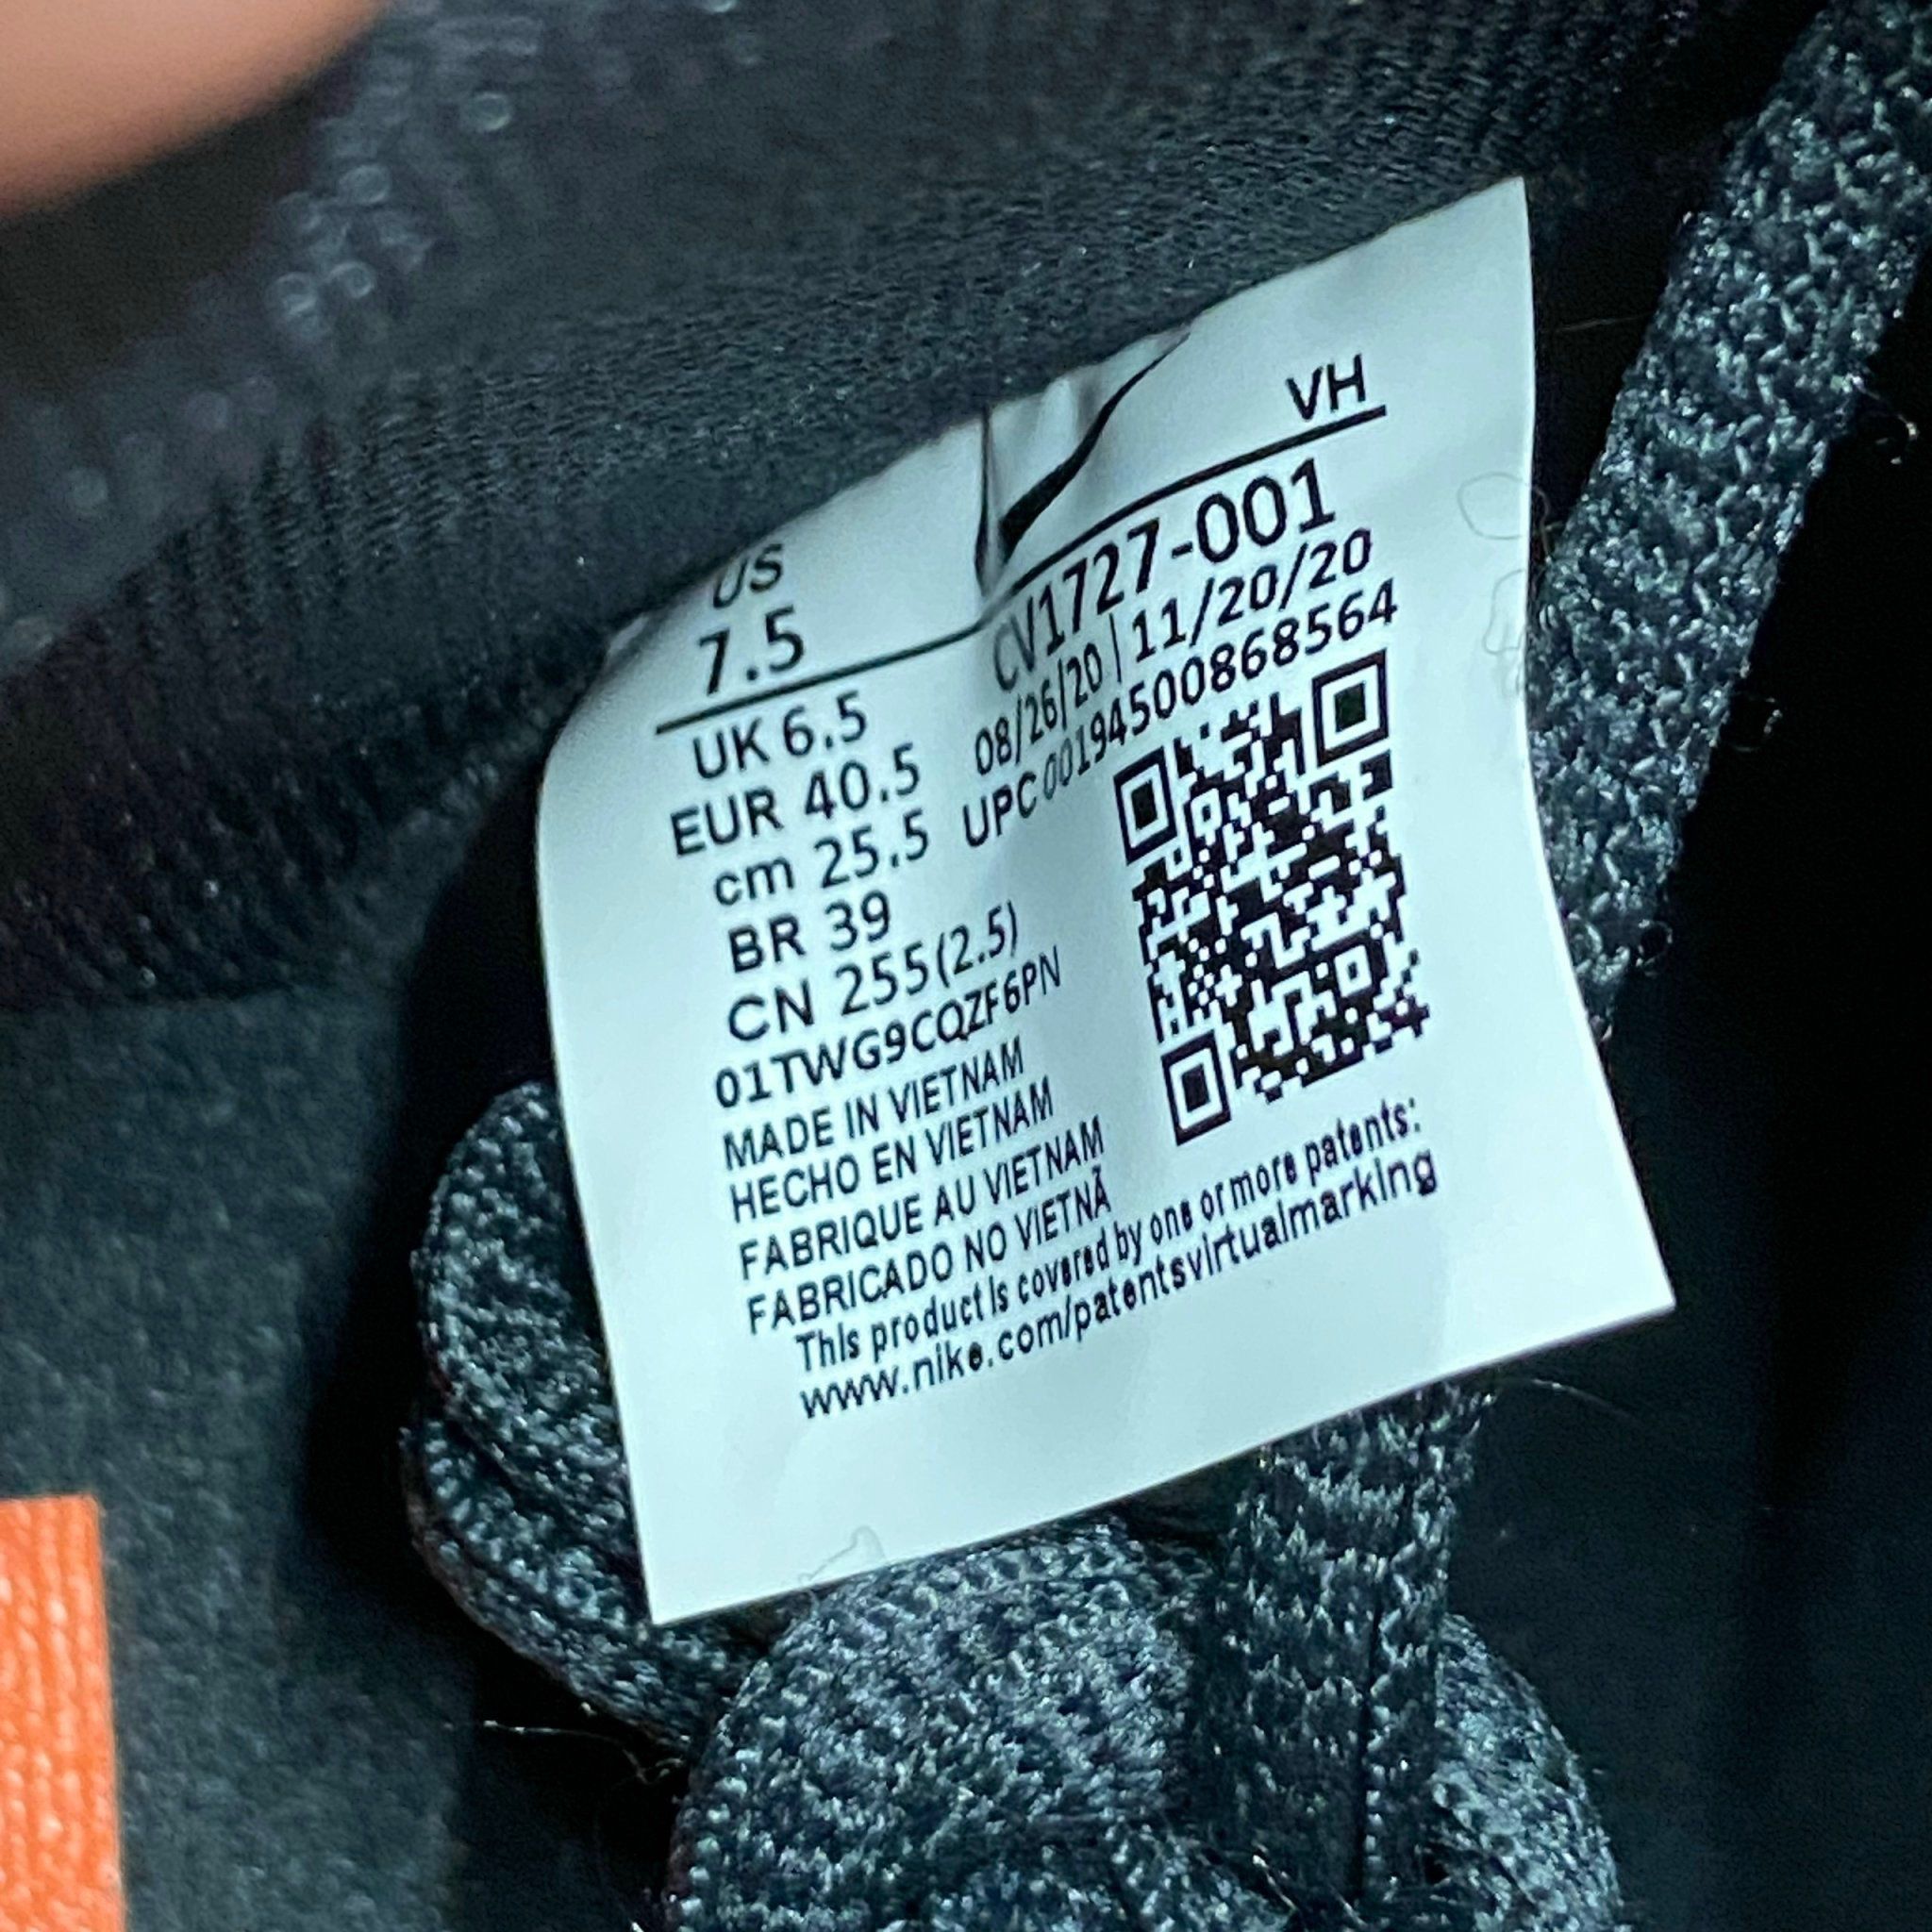 VH
US
7.5
UK 6.5
EUR 40.5
cm 25.5
BR 39
CN 255(2.5)
01TWG9CQZF6PN
MADE IN VIETNAM
HECHO EN VIETNAM
FABRIQUE AU VIETNAM
FABRICADO NO VIETNÃ
CV1727-001
08/26/20 | 11/20/20
UPC 00194500868564
This product is covered by one or more patents:
www.nike.com/patentsvirtualmarking